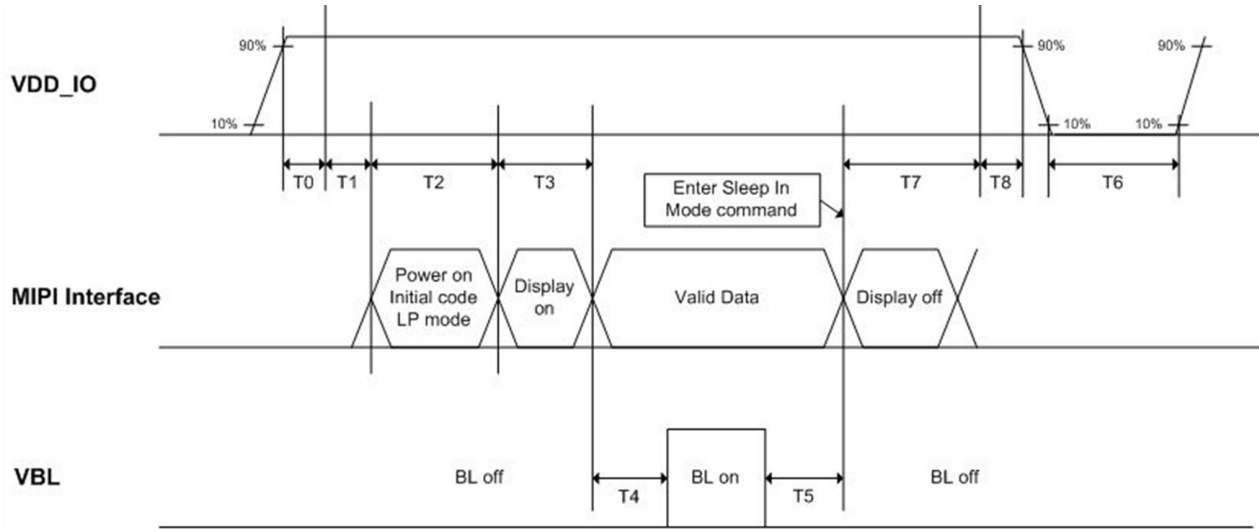 90%
90%
90%
VDD_IO
10%
10%
10%
T0
T1
T2
T3
T7
T8
T6
Enter Sleep In
Mode command
Power on
Initial code
LP mode
Display
on
Valid Data
Display off
MIPI Interface
VBL
BL off
T4
BL on
T5
BL off